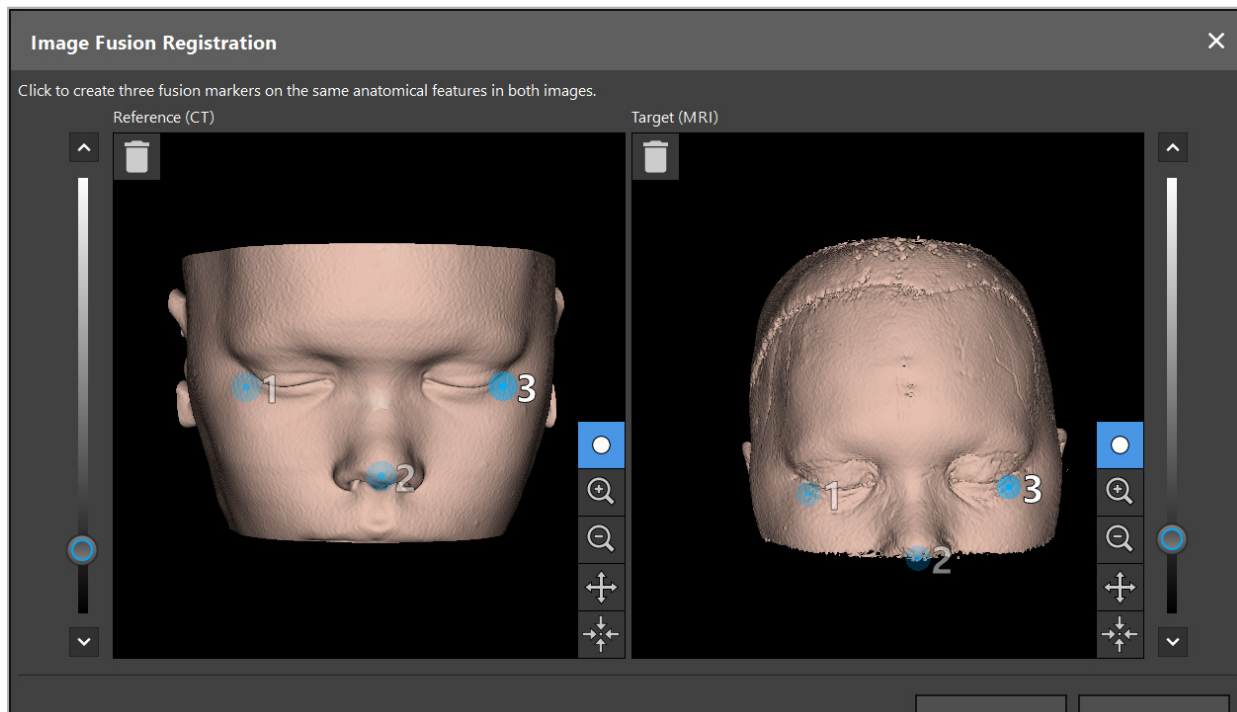 Image Fusion Registration
Click to create three fusion markers on the same anatomical features in both images.
Reference (CT)
Target (MRI)
1
3
2
1
3
2